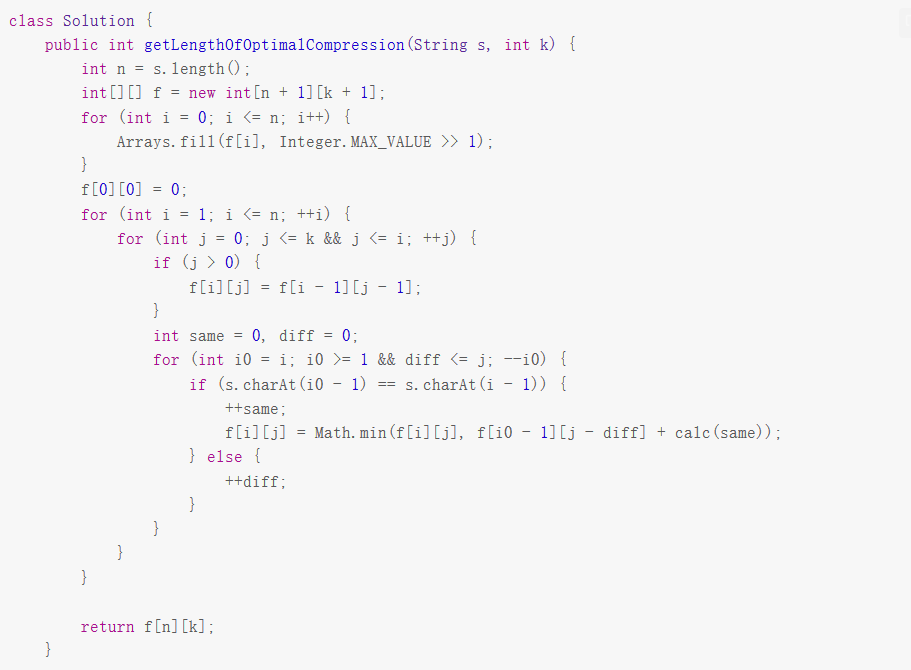 class Solution {
    public int getLengthOfOptimalCompression(String s, int k) {
        int n = s.length();
        int[][] f = new int[n + 1][k + 1];
        for (int i = 0; i <= n; i++) {
            Arrays.fill(f[i], Integer.MAX_VALUE >> 1);
        }
        f[0][0] = 0;
        for (int i = 1; i <= n; ++i) {
            for (int j = 0; j <= k && j <= i; ++j) {
                if (j > 0) {
                    f[i][j] = f[i - 1][j - 1];
                }
                int same = 0, diff = 0;
                for (int i0 = i; i0 >= 1 && diff <= j; --i0) {
                    if (s.charAt(i0 - 1) == s.charAt(i - 1)) {
                        ++same;
                        f[i][j] = Math.min(f[i][j], f[i0 - 1][j - diff] + calc(same));
                    } else {
                        ++diff;
                    }
                }
            }
        }

        return f[n][k];
    }